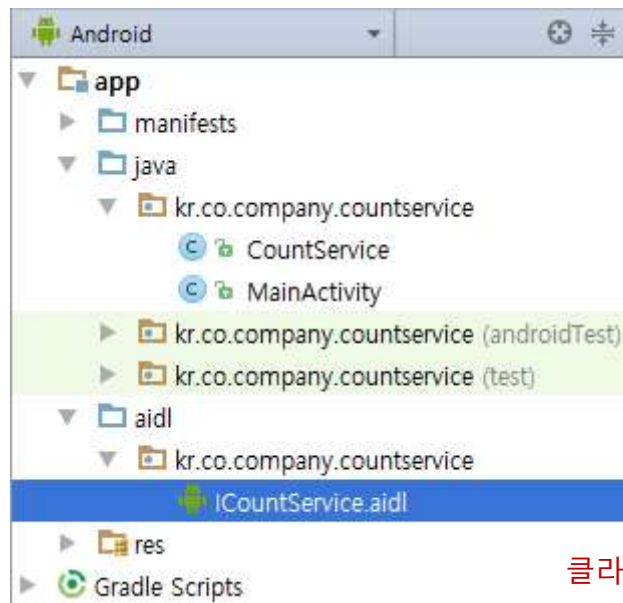 Android
app
manifests
java
kr.co.company.countservice
CountService
MainActivity
kr.co.company.countservice (androidTest)
kr.co.company.countservice (test)
aidl
kr.co.company.countservice
ICountService.aidl
res
클라
Gradle Scripts